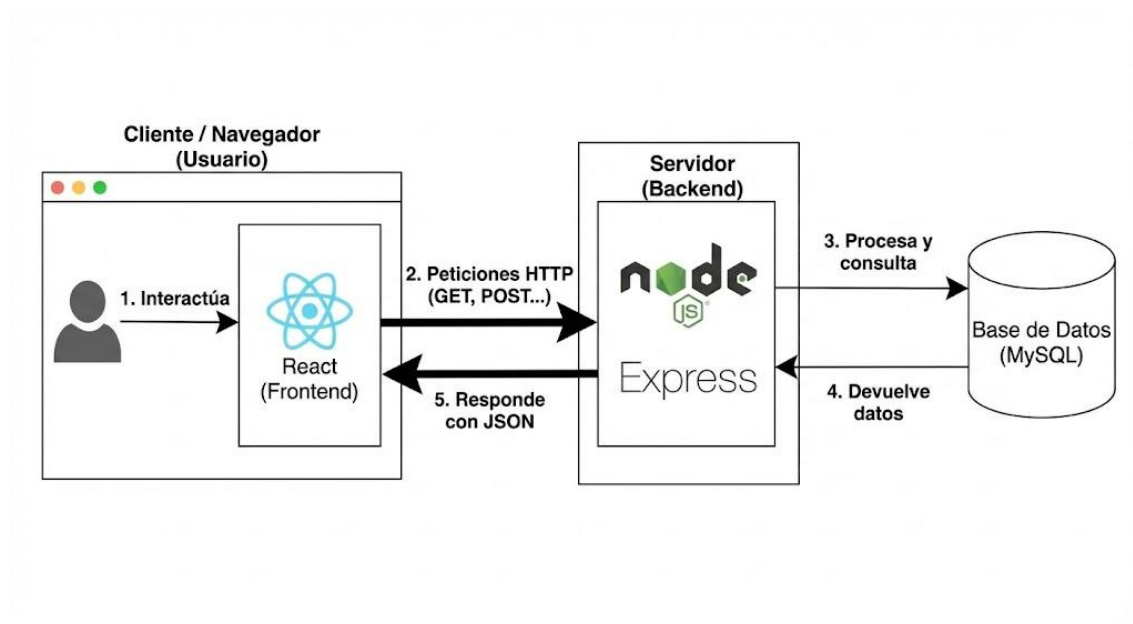 Cliente / Navegador
(Usuario)
1. Interactúa
React
(Frontend)
2. Peticiones HTTP
(GET, POST...)
5. Responde
con JSON
Servidor
(Backend)
node
JS
Express
3. Procesa y
consulta
4. Devuelve
datos
Base de Datos
(MySQL)